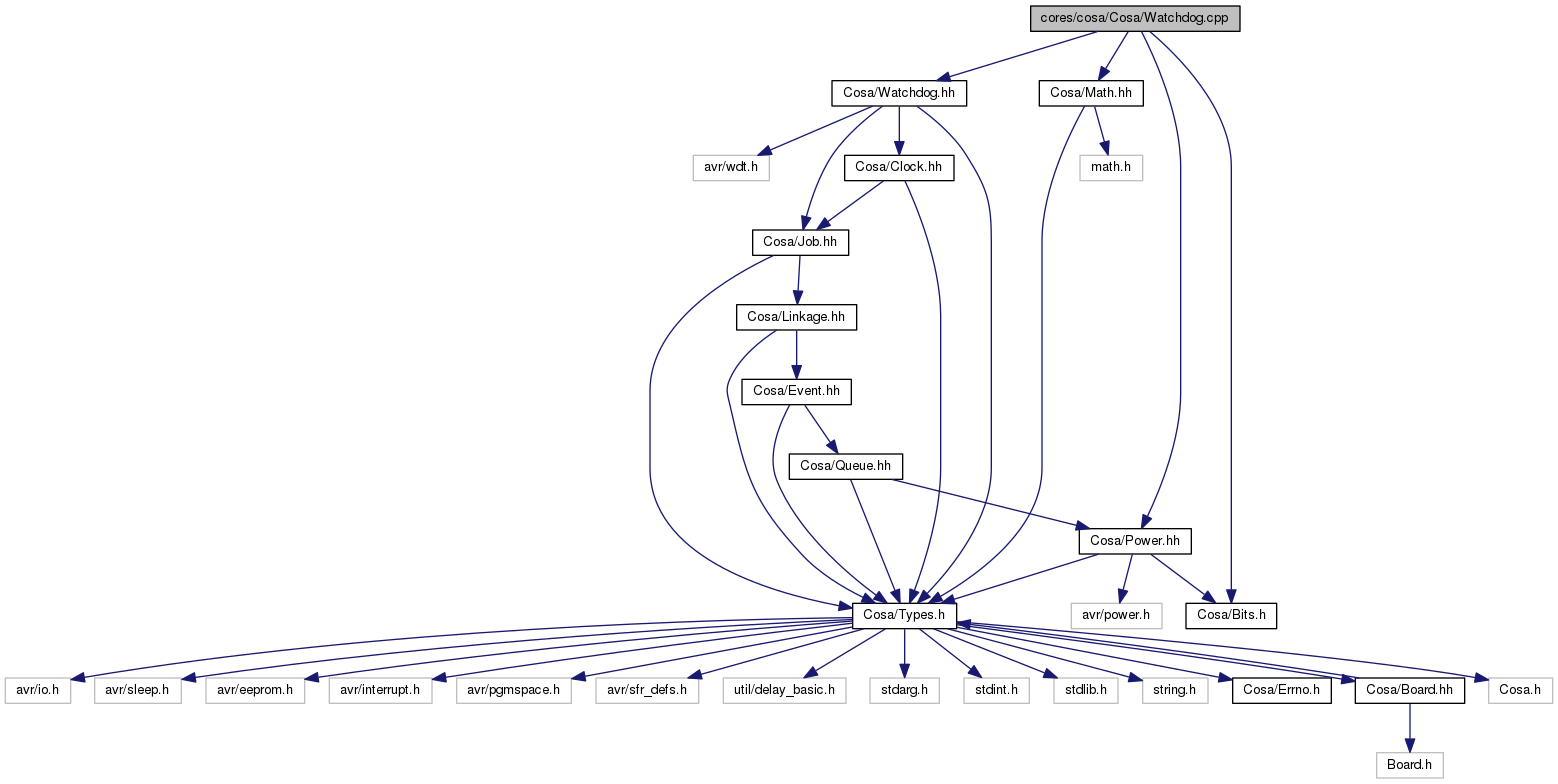 cores/cosa/Cosa/Watchdog.cpp
Cosa/Watchdog.hh
Cosa/Math.hh
avr/wdt.h
Cosa/Clock.hh
math.h
Cosa/Job.hh
Cosa/Linkage.hh
Cosa/Event.hh
Cosa/Queue.hh
Cosa/Power.hh
Cosa/Types.h
avr/power.h
Cosa/Bits.h
avr/io.h
avr/sleep.h
avr/eeprom.h
avr/interrupt.h
avr/pgmspace.h
avr/sfr_defs.h
util/delay_basic.h
stdarg.h
stdint.h
stdlib.h
string.h
Cosa/Errno.h
Cosa/Board.hh
Cosa.h
Board.h